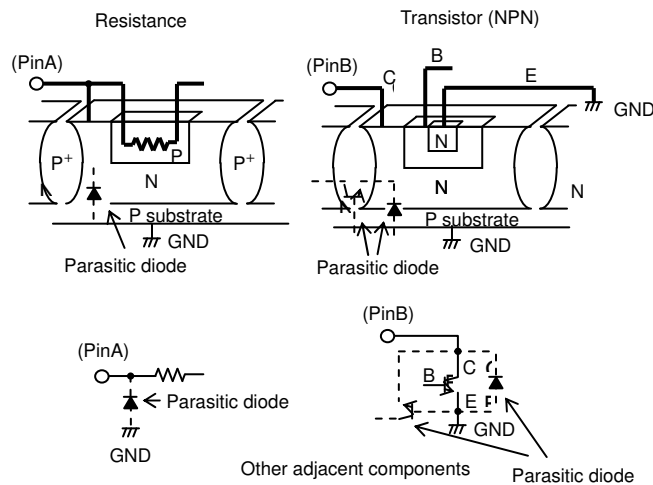 Resistance
Transistor (NPN)
(PinA)
(PinB)
C
B
E
GND
P+
P
P+
N
N
N
N
P substrate
P substrate
GND
GND
Parasitic diode
Parasitic diode
(PinA)
Parasitic diode
GND
(PinB)
C
B
E
GND
Other adjacent components
Parasitic diode